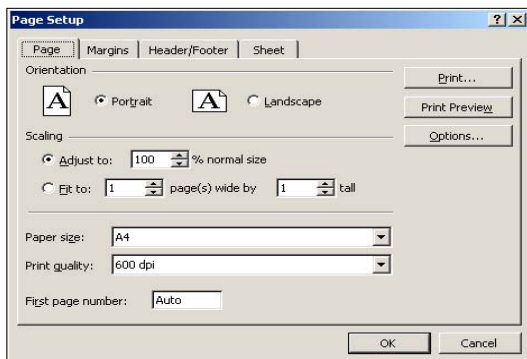 Page Setup
Page Margins Header/Footer Sheet
Orientation
A Portrait A Landscape
Print...
Print Preview
Options...
Scaling
Adjust to: 100 % normal size
Fit to: 1 page(s) wide by 1 tall
Paper size: A4
Print quality: 600 dpi
First page number: Auto
OK Cancel